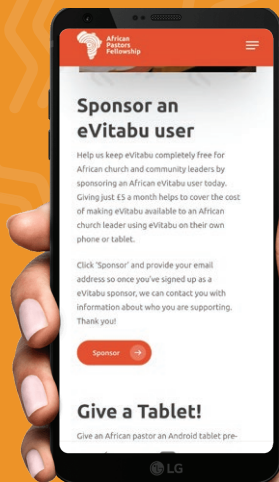 African
Pastors
Fellowship
Sponsor an
eVitabu user
Help us keep eVitabu completely free for
African church and community leaders by
sponsoring an African eVitabu user today.
Giving just £5 a month helps to cover the cost
of making eVitabu available to an African
church leader using eVitabu on their own
phone or tablet.
Click 'Sponsor' and provide your email
address so once you've signed up as a
eVitabu sponsor, we can contact you with
information about who you are supporting.
Thank you!
Sponsor
Give a Tablet!
Give an African pastor an Android tablet pre-
LG